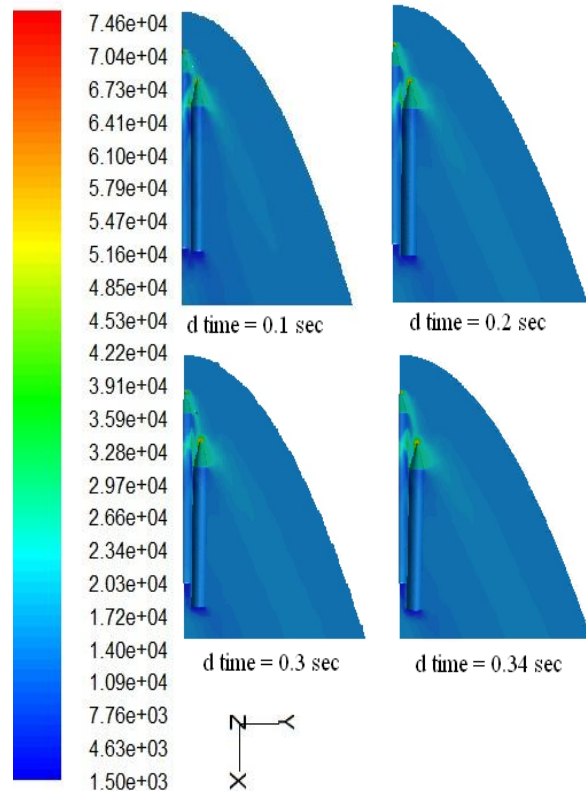 7.46e+04
7.04e+04
6.73e+04
6.41e+04
6.10e+04
5.79e+04
5.47e+04
5.16e+04
4.85e+04
4.53e+04
4.22e+04
3.91e+04
3.59e+04
3.28e+04
2.97e+04
2.66e+04
2.34e+04
2.03e+04
1.72e+04
1.40e+04
1.09e+04
7.76e+03
4.63e+03
1.50e+03
d time = 0.1 sec
d time = 0.2 sec
d time = 0.3 sec
d time = 0.34 sec
Z
Y
X